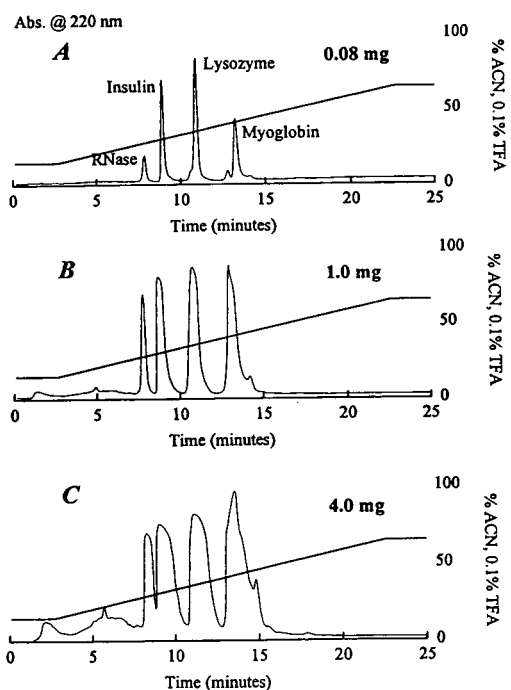 Abs. @ 220 nm
A
0.08 mg
RNase
Insulin
Lysozyme
Myoglobin
100
50
0
% ACN, 0.1% TFA
0 5 10 15 20 25
Time (minutes)
B
1.0 mg
100
50
0
% ACN, 0.1% TFA
0 5 10 15 20 25
Time (minutes)
C
4.0 mg
100
50
0
% ACN, 0.1% TFA
0 5 10 15 20 25
Time (minutes)